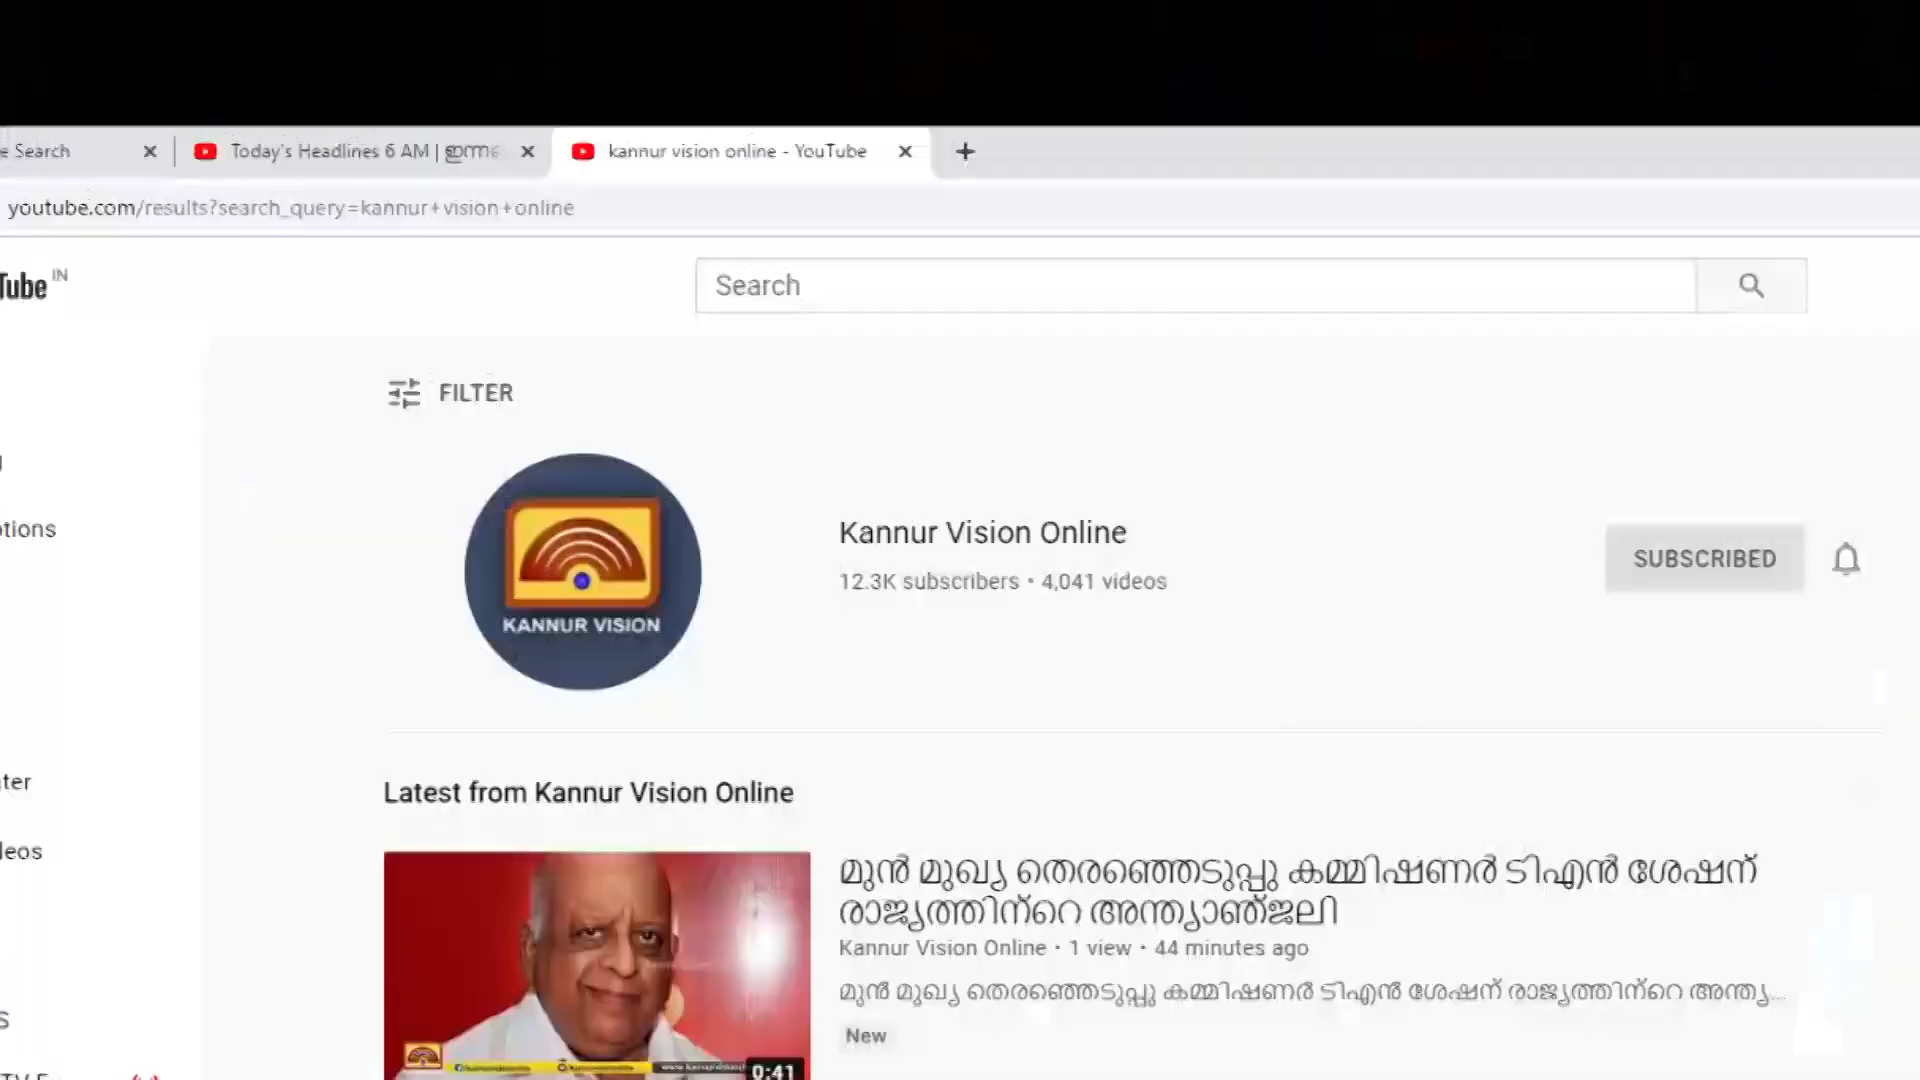 e Search
Today's Headlines 6 AM | ഇന്നത
kannur vision online - YouTube
youtube.com/results?search_query=kannur+vision+online
Tube IN
Search
FILTER
KANNUR VISION
Kannur Vision Online
12.3K subscribers • 4,041 videos
SUBSCRIBED
otions
ter
leos
Latest from Kannur Vision Online
മുൻ മുഖ്യ തെരഞ്ഞെടുപ്പു കമ്മിഷണർ ടിഎൻ ശേഷന്
രാജ്യത്തിന്റെ അന്ത്യാഞ്ജലി
Kannur Vision Online • 1 view • 44 minutes ago
മുൻ മുഖ്യ തെരഞ്ഞെടുപ്പു കമ്മിഷണർ ടിഎൻ ശേഷന് രാജ്യത്തിന്റെ അന്ത്യ...
New
0:41
S